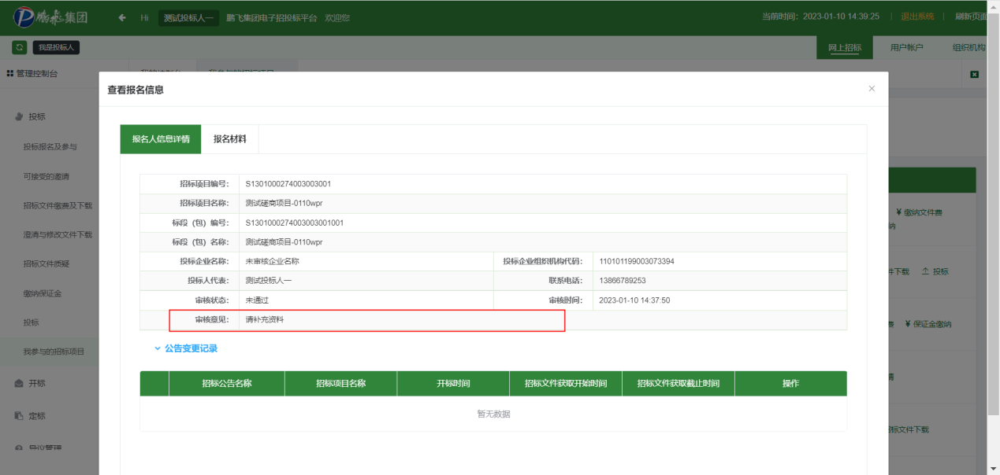 鹏飞集团 Hi 测试投标人一 鹏飞集团电子招投标平台 欢迎您 当前时间：2023-01-10 14:39:25 退出系统 刷新页面
我是投标人 网上招标 用户帐户 组织机构
管理控制台
查看报名信息
投标
报名人信息详情 报名材料
投标报名及参与
可接受的邀请
招标文件缴费及下载
澄清与修改文件下载
招标文件质疑
缴纳保证金
投标
我参与的招标项目
开标
定标
异议管理
招标项目编号： S1301000274003003001
招标项目名称： 测试磋商项目-0110wpr
标段（包）编号： S1301000274003003001001
标段（包）名称： 测试磋商项目-0110wpr
投标企业名称： 未审核企业名称 投标企业组织机构代码： 110101199003073394
投标人代表： 测试投标人一 联系电话： 13866789253
审核状态： 未通过 审核时间： 2023-01-10 14:37:50
审核意见： 请补充资料
公告变更记录
招标公告名称 招标项目名称 开标时间 招标文件获取开始时间 招标文件获取截止时间 操作
暂无数据
¥ 缴纳文件费
纳
件下载 投标
费 ¥ 保证金缴纳
招标文件下载